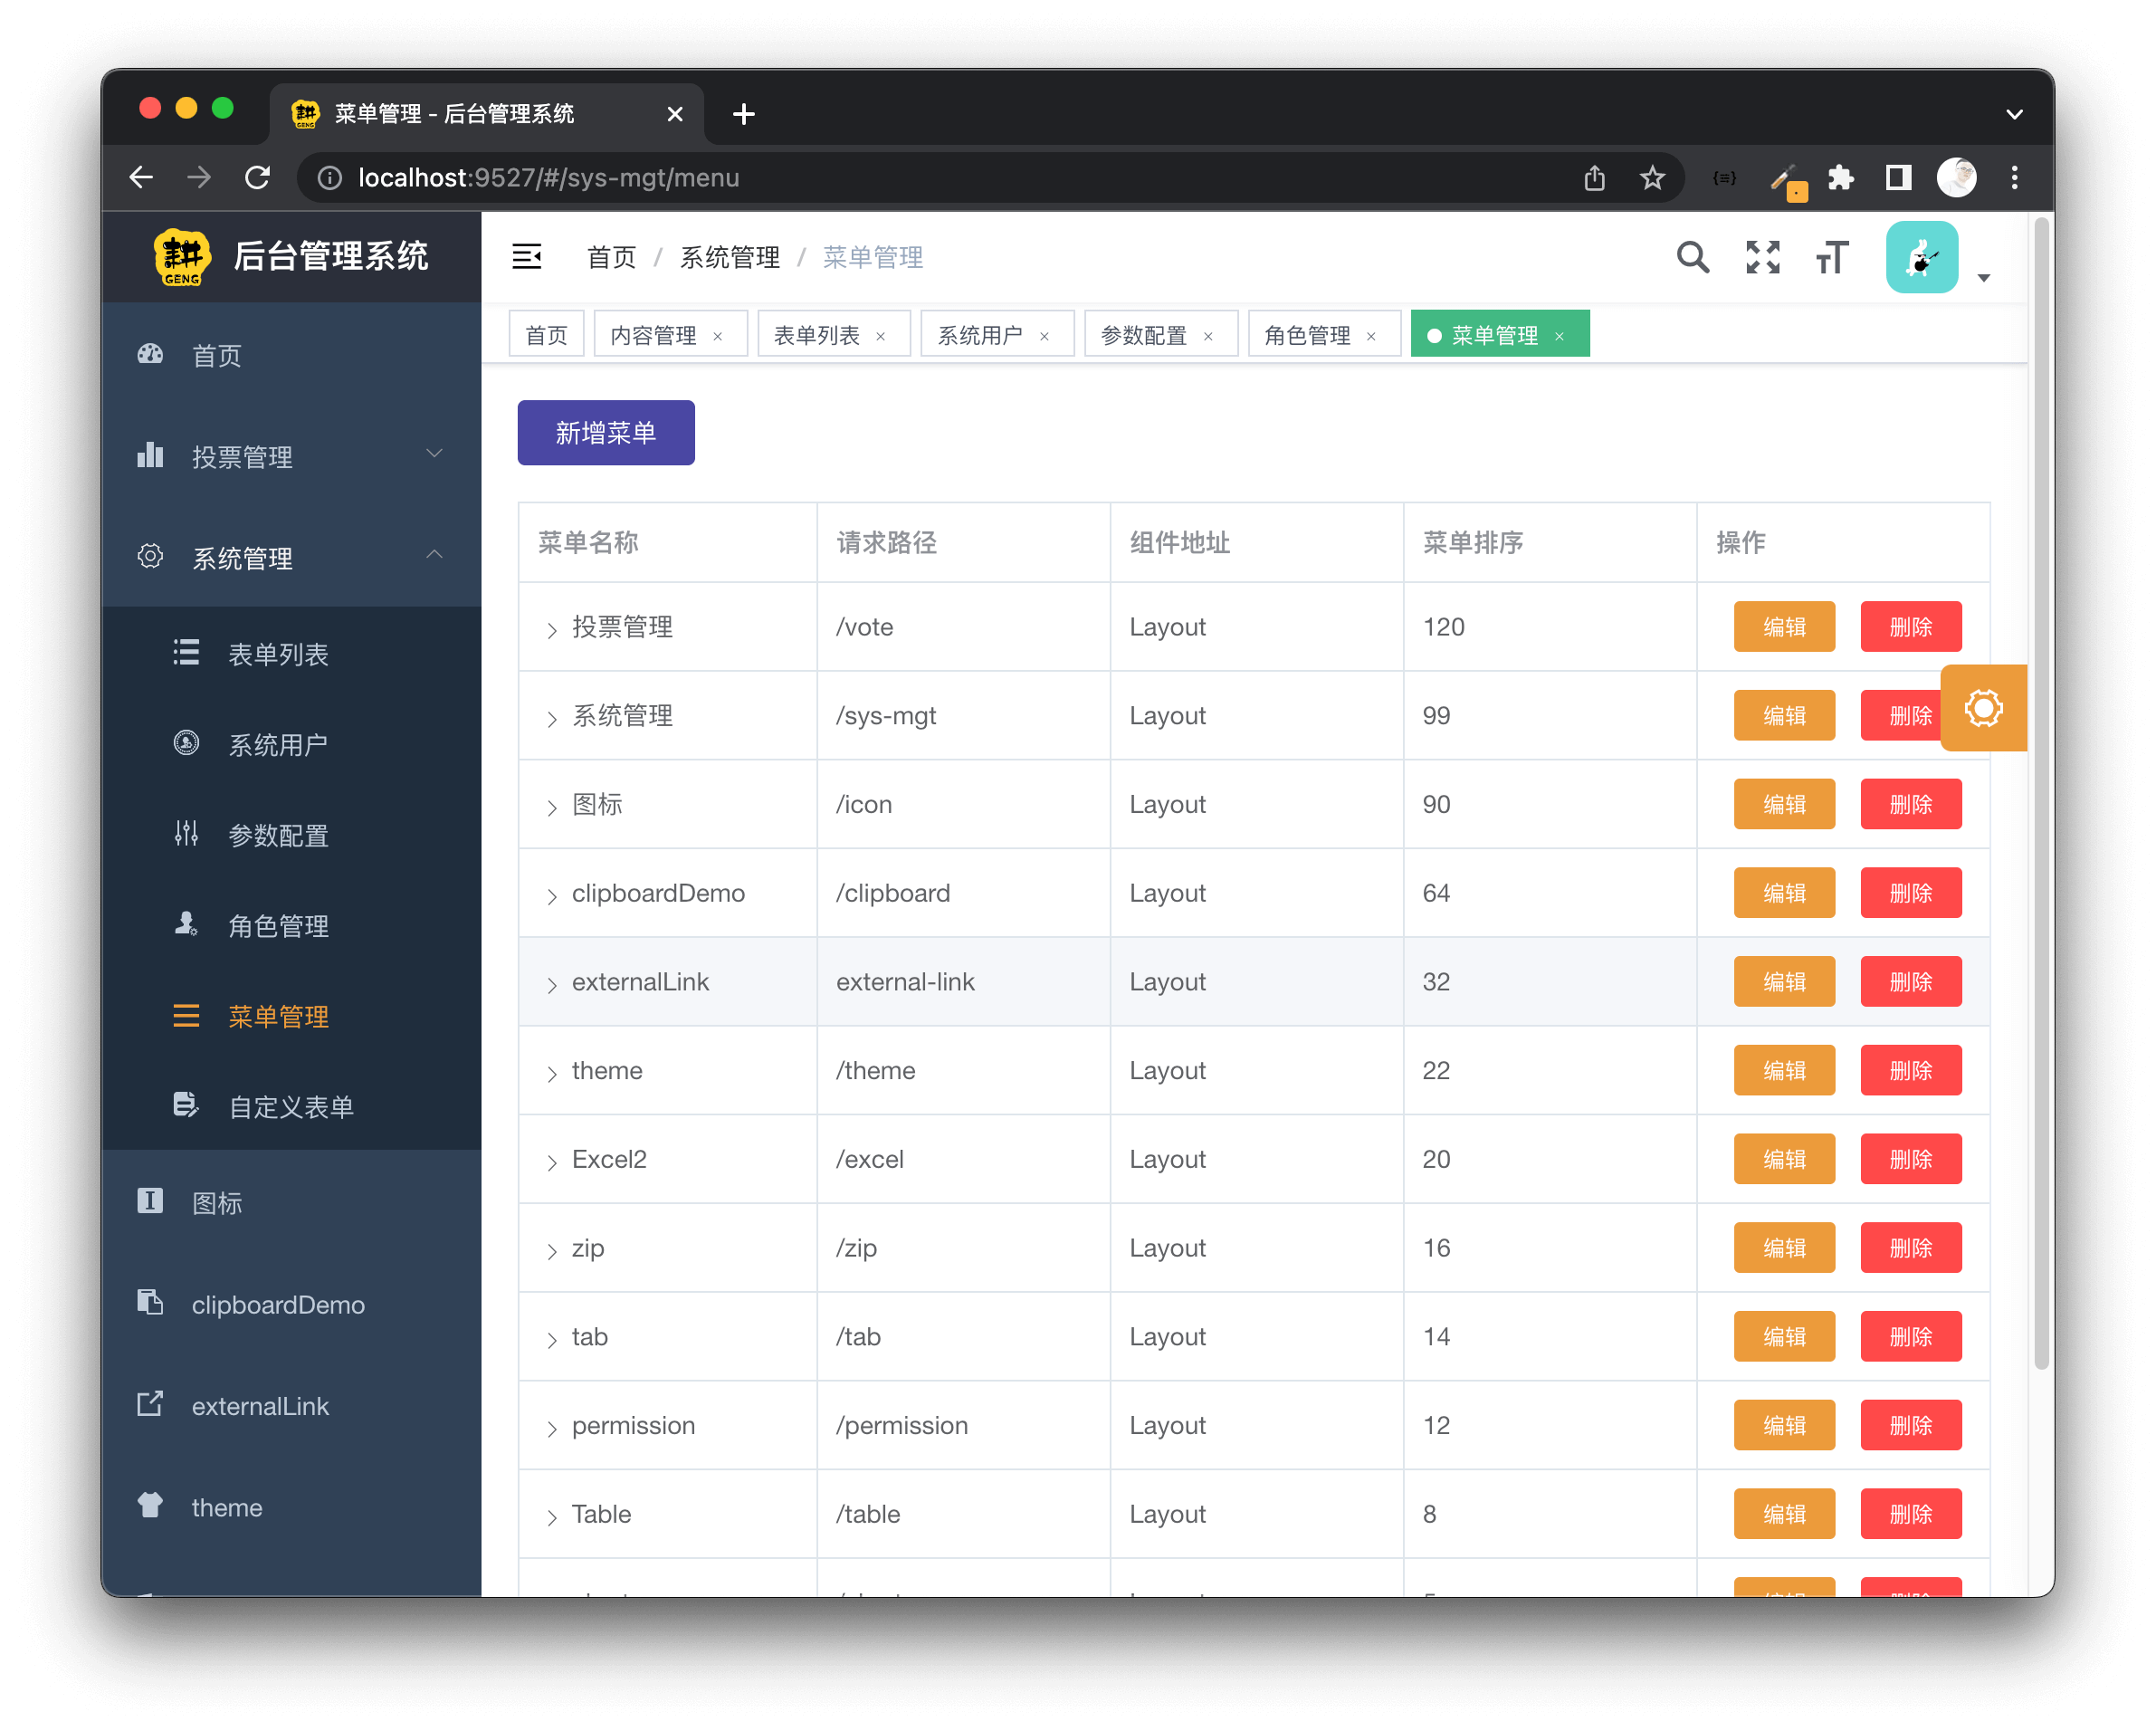 菜单管理 - 后台管理系统
localhost:9527/#/sys-mgt/menu
耕 GENG
后台管理系统
首页 / 系统管理 / 菜单管理
首页 内容管理 × 表单列表 × 系统用户 × 参数配置 × 角色管理 × 菜单管理 ×
首页
投票管理
系统管理
表单列表
系统用户
参数配置
角色管理
菜单管理
自定义表单
图标
clipboardDemo
externalLink
theme
新增菜单
菜单名称 请求路径 组件地址 菜单排序 操作
投票管理 /vote Layout 120 编辑 删除
系统管理 /sys-mgt Layout 99 编辑 删除
图标 /icon Layout 90 编辑 删除
clipboardDemo /clipboard Layout 64 编辑 删除
externalLink external-link Layout 32 编辑 删除
theme /theme Layout 22 编辑 删除
Excel2 /excel Layout 20 编辑 删除
zip /zip Layout 16 编辑 删除
tab /tab Layout 14 编辑 删除
permission /permission Layout 12 编辑 删除
Table /table Layout 8 编辑 删除